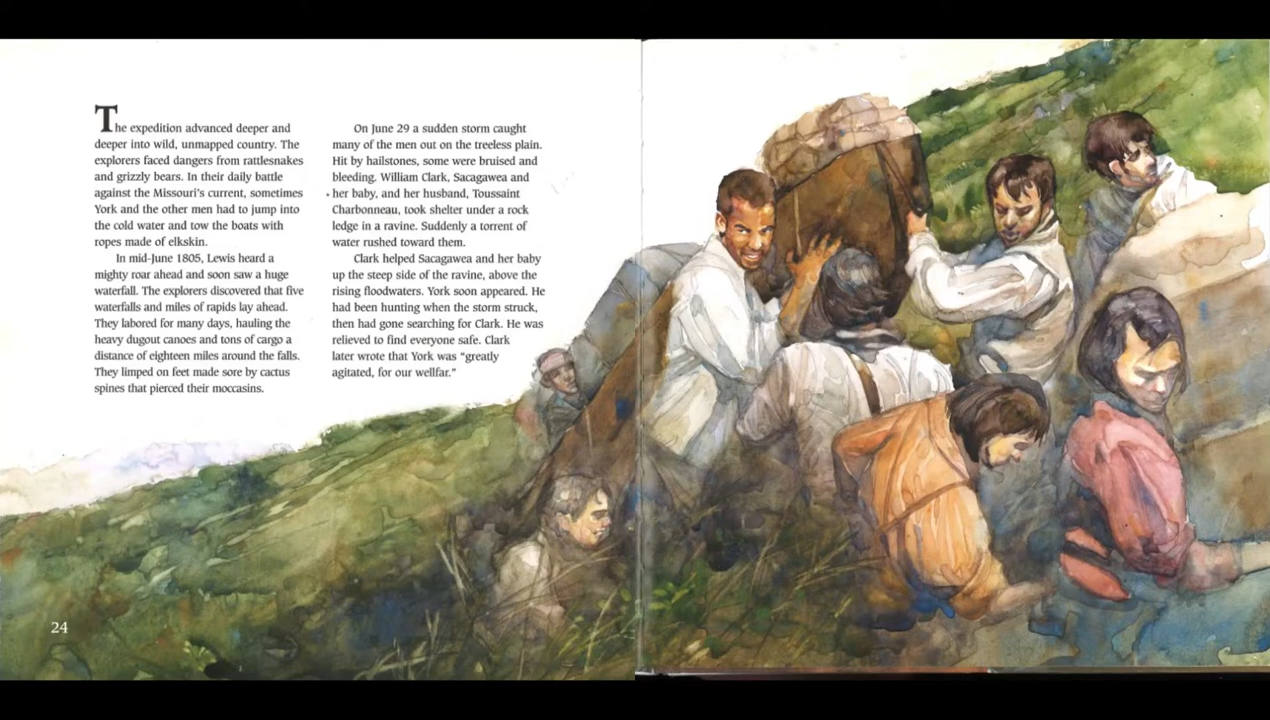 The expedition advanced deeper and
deeper into wild, unmapped country. The
explorers faced dangers from rattlesnakes
and grizzly bears. In their daily battle
against the Missouri's current, sometimes
York and the other men had to jump into
the cold water and tow the boats with
ropes made of elkskin.
In mid-June 1805, Lewis heard a
mighty roar ahead and soon saw a huge
waterfall. The explorers discovered that five
waterfalls and miles of rapids lay ahead.
They labored for many days, hauling the
heavy dugout canoes and tons of cargo a
distance of eighteen miles around the falls.
They limped on feet made sore by cactus
spines that pierced their moccasins.
On June 29 a sudden storm caught
many of the men out on the treeless plain.
Hit by hailstones, some were bruised and
bleeding. William Clark, Sacagawea and
her baby, and her husband, Toussaint
Charbonneau, took shelter under a rock
ledge in a ravine. Suddenly a torrent of
water rushed toward them.
Clark helped Sacagawea and her baby
up the steep side of the ravine, above the
rising floodwaters. York soon appeared. He
had been hunting when the storm struck,
then had gone searching for Clark. He was
relieved to find everyone safe. Clark
later wrote that York was “greatly
agitated, for our wellfar.”
24